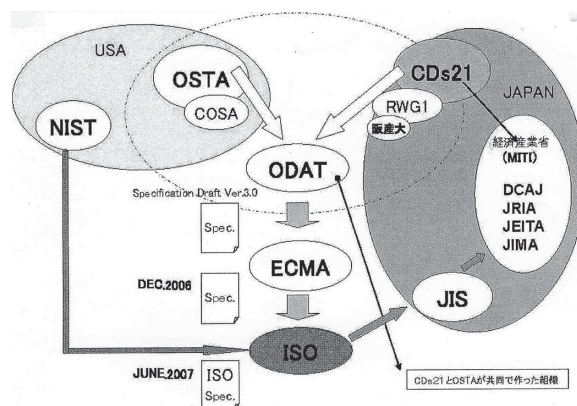 USA
OSTA
COSA
NIST
CDs21
JAPAN
RWG1
阪産大
経済産業省
(MITI)
DCAJ
JRIA
JEITA
JIMA
ODAT
Specification Draft Ver.3.0
Spec.
ECMA
DEC,2006
Spec.
JIS
ISO
JUNE,2007
ISO
Spec.
CDs21とOSTAが共同で作った組織